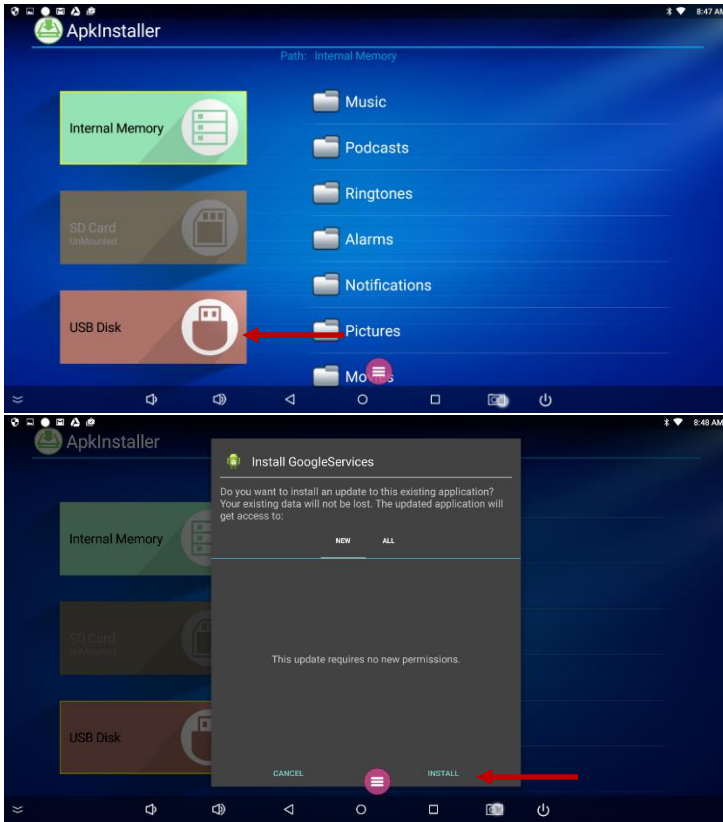 8:47 AM
ApkInstaller
Path: Internal Memory
Internal Memory
SD Card
UnMounted
USB Disk
Music
Podcasts
Ringtones
Alarms
Notifications
Pictures
Movies
8:48 AM
ApkInstaller
Internal Memory
SD Card
UnMounted
USB Disk
Install GoogleServices
Do you want to install an update to this existing application?
Your existing data will not be lost. The updated application will
get access to:
NEW ALL
This update requires no new permissions.
CANCEL INSTALL